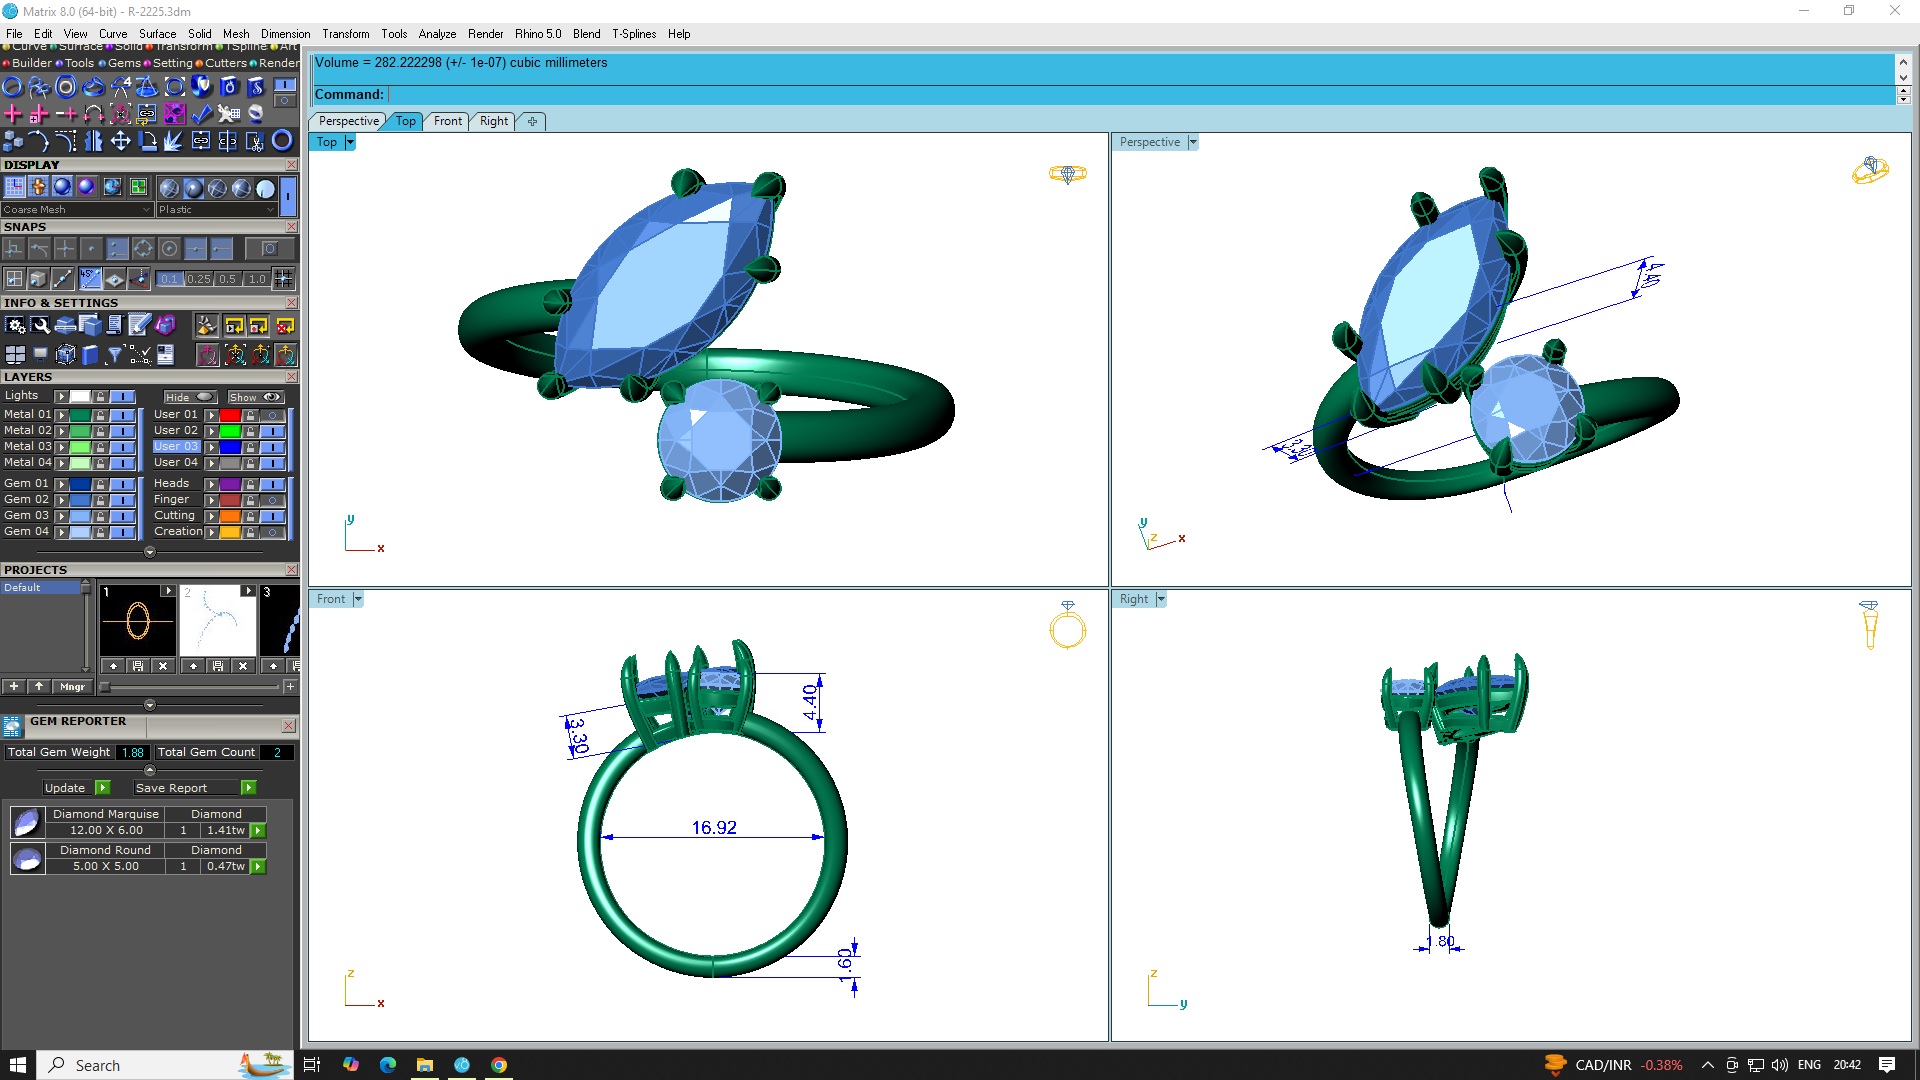 Matrix 8.0 (64-bit) - R-2225.3dm
File Edit View Curve Surface Solid Mesh Dimension Transform Tools Analyze Render Rhino 5.0 Blend T-Splines Help
Curve Surface Solid Transform TSpline Art
Builder Tools Gems Setting Cutters Render
Volume = 282.222298 (+/- 1e-07) cubic millimeters
Command:
Perspective Top Front Right
DISPLAY
Coarse Mesh Plastic
SNAPS
45° 0.1 0.25 0.5 1.0
INFO & SETTINGS
LAYERS
Lights Hide Show
Metal 01 User 01
Metal 02 User 02
Metal 03 User 03
Metal 04 User 04
Gem 01 Heads
Gem 02 Finger
Gem 03 Cutting
Gem 04 Creation
PROJECTS
Default 1 2 3
Mngr
GEM REPORTER
Total Gem Weight 1.88 Total Gem Count 2
Update Save Report
Diamond Marquise Diamond
12.00 X 6.00 1 1.41tw
Diamond Round Diamond
5.00 X 5.00 1 0.47tw
Top
y
x
Perspective
4.40
3.30
y
z
x
Front
4.40
3.30
16.92
1.60
z
x
Right
1.80
z
y
Search
CAD/INR -0.38% ENG 20:42